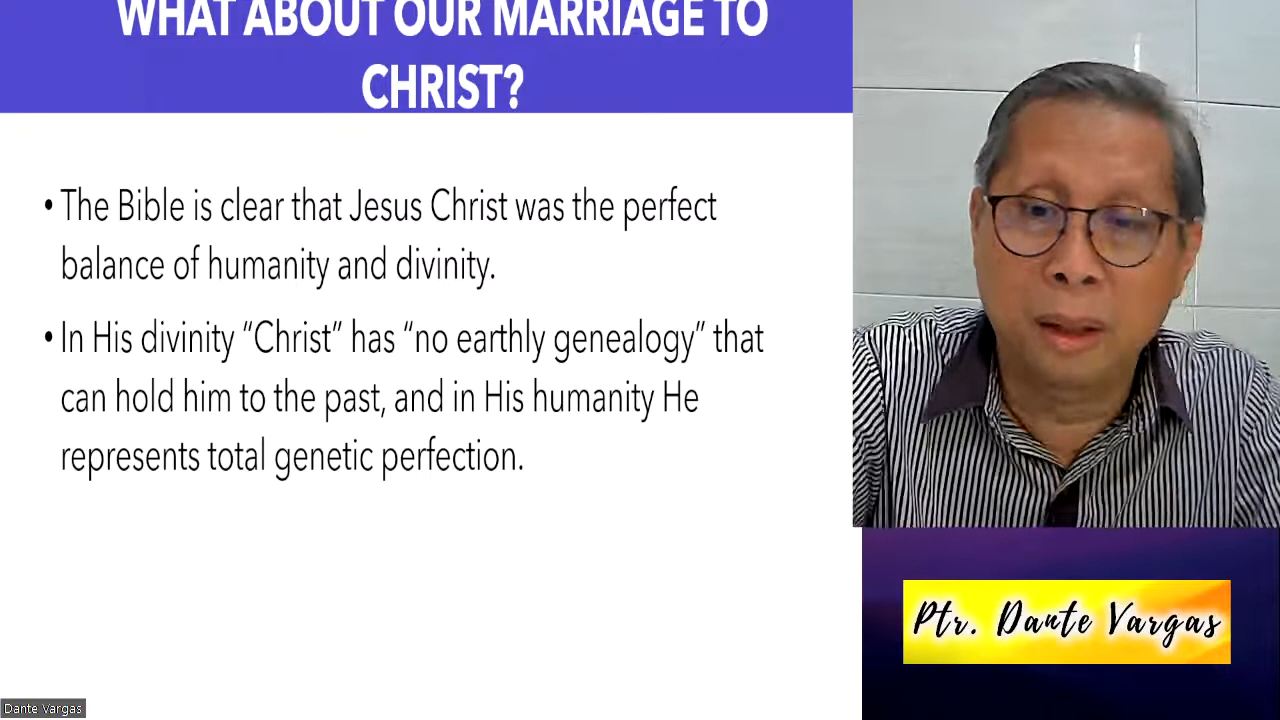 WHAT ABOUT OUR MARRIAGE TO
CHRIST?
• The Bible is clear that Jesus Christ was the perfect
balance of humanity and divinity.
• In His divinity “Christ” has “no earthly genealogy” that
can hold him to the past, and in His humanity He
represents total genetic perfection.
Ptr. Dante Vargas
Dante Vargas